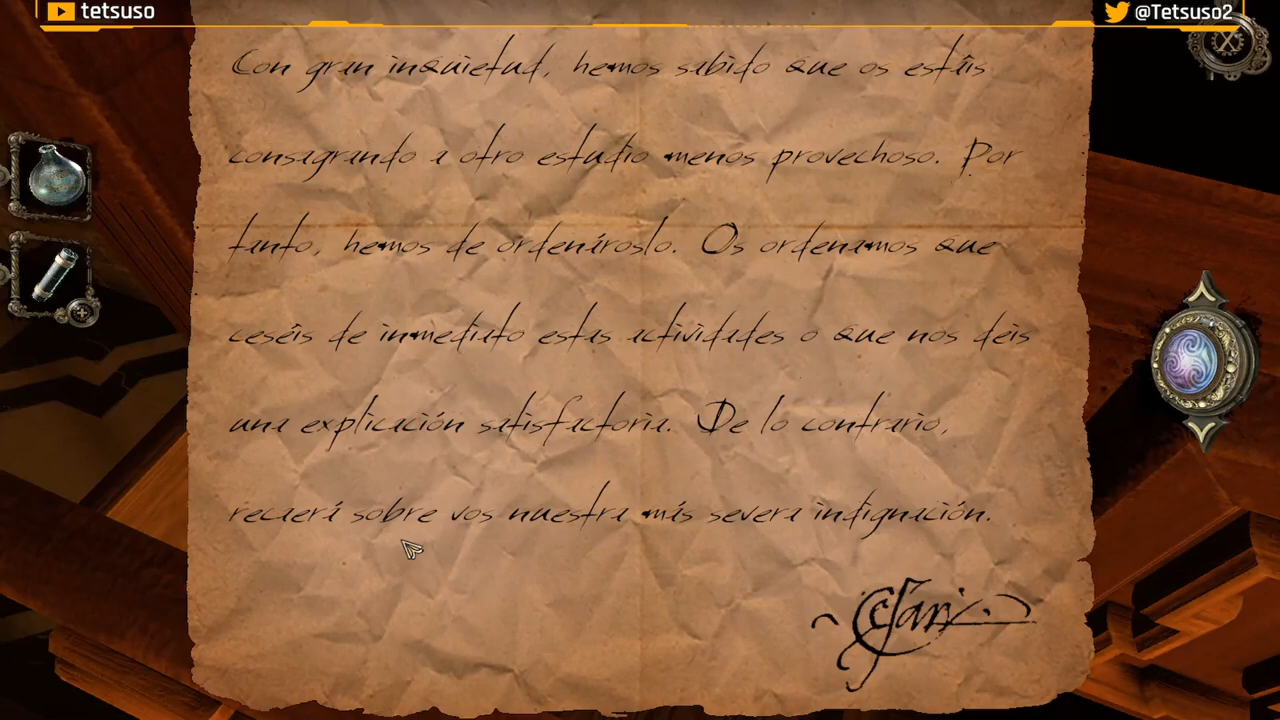 tetsuso
@Tetsuso2
Con gran inquietud, hemos sabido que os estáis
consagrando a otro estudio menos provechoso. Por
tanto, hemos de ordenároslo. Os ordenamos que
ceséis de inmediato estas actividades o que nos deis
una explicación satisfactoria. De lo contrario,
recaerá sobre vos nuestra más severa indignación.